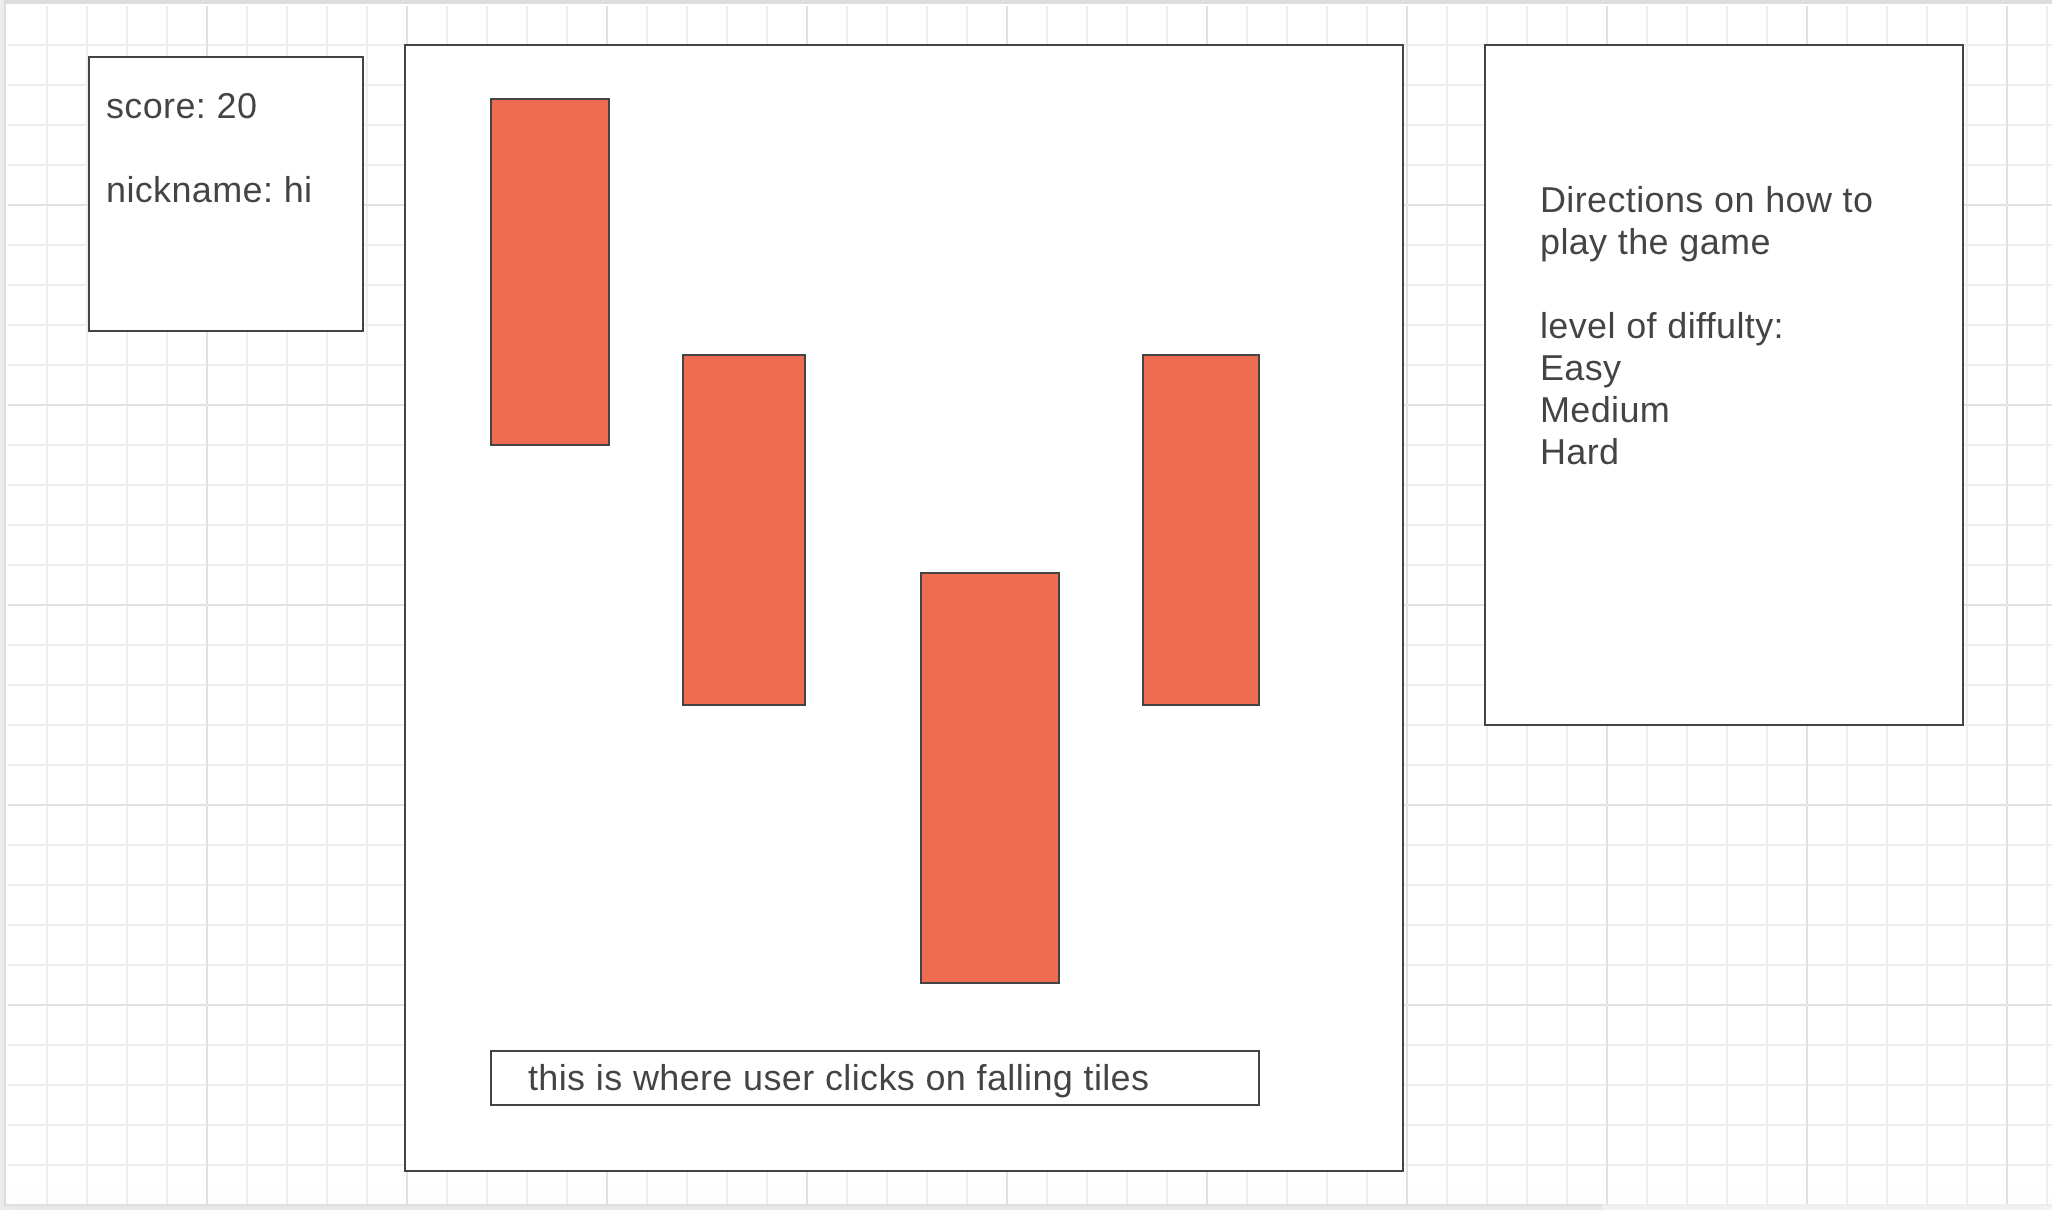 score: 20
nickname: hi
this is where user clicks on falling tiles
Directions on how to
play the game
level of diffulty:
Easy
Medium
Hard